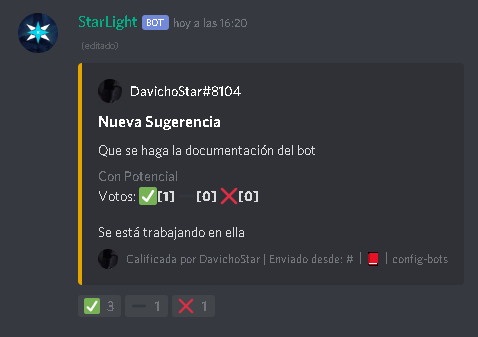 StarLight BOT hoy a las 16:20
(editado)
DavichoStar#8104
Nueva Sugerencia
Que se haga la documentación del bot
Con Potencial
Votos: ✅[1] ➖[0] ❌[0]
Se está trabajando en ella
Calificada por DavichoStar | Enviado desde: # | 📕 | config-bots
✅ 3 ➖ 1 ❌ 1